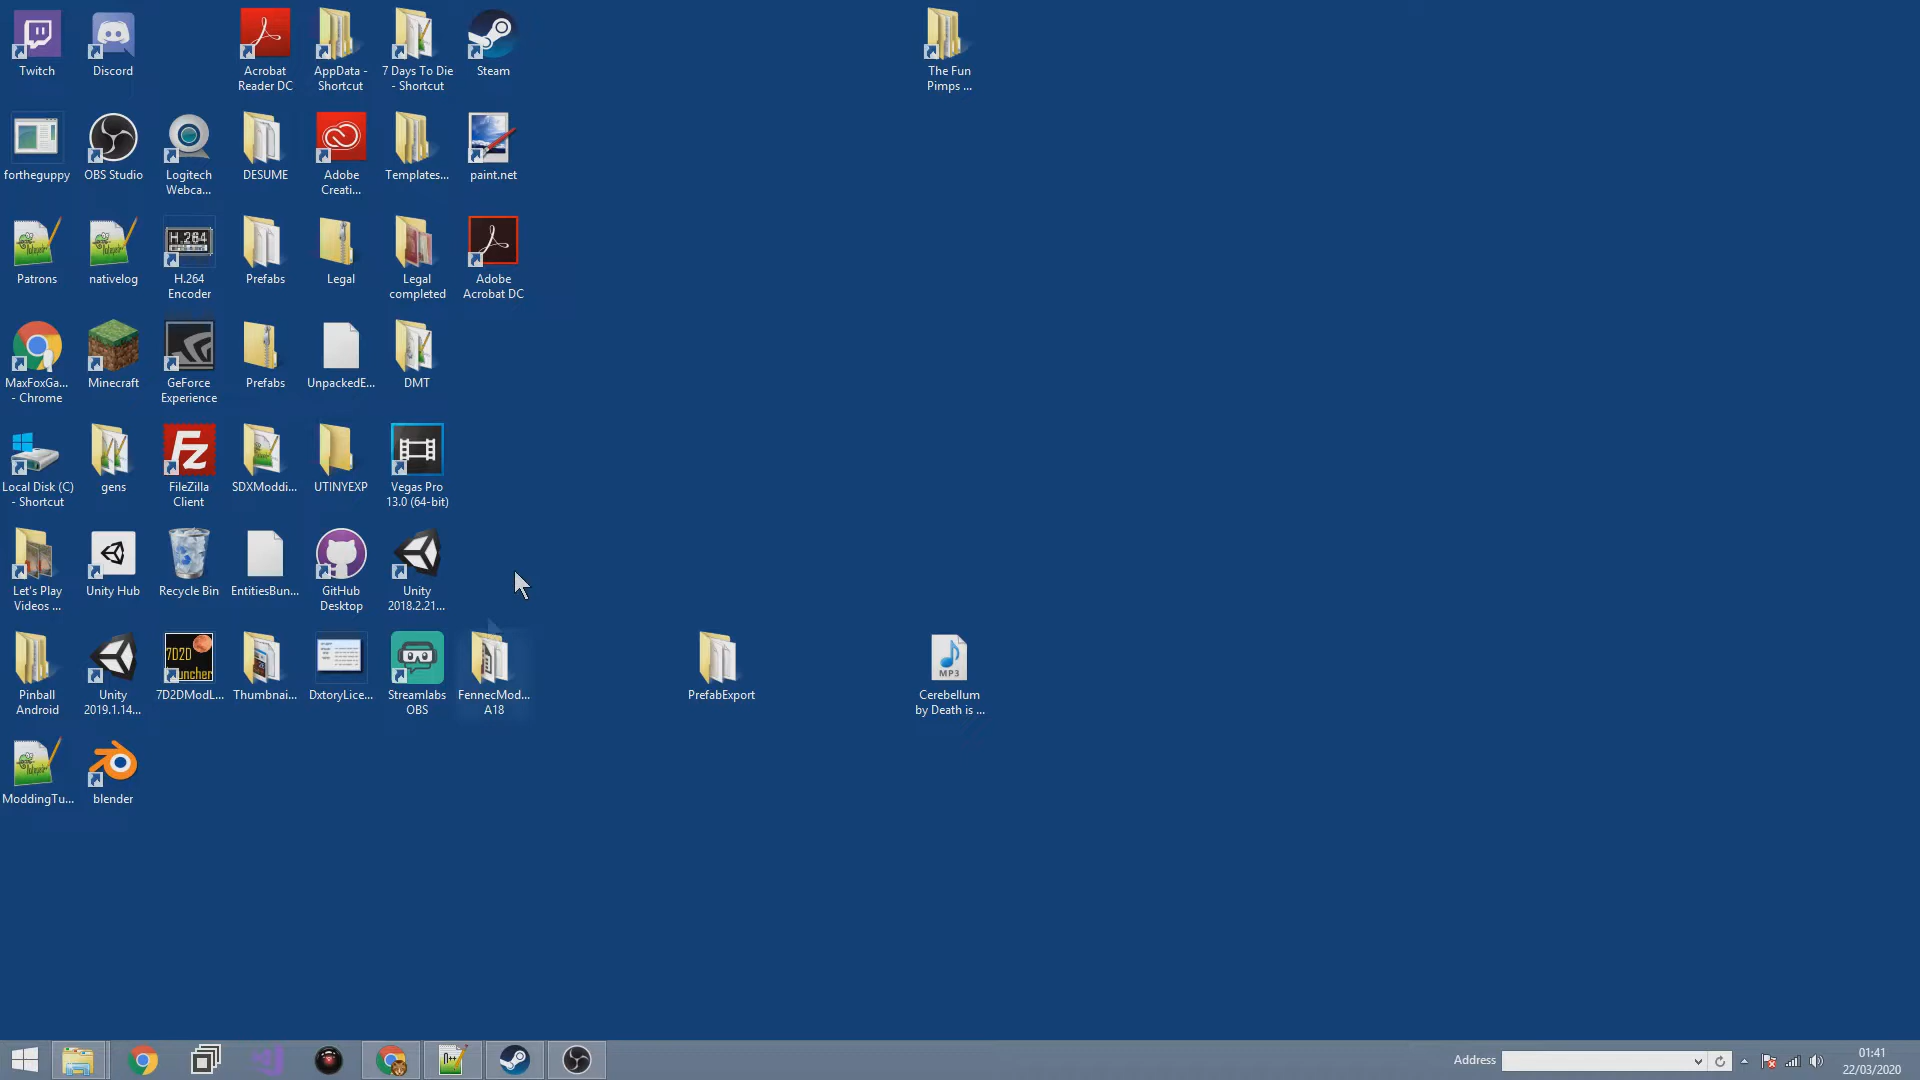 Twitch
Discord
Acrobat
Reader DC
AppData -
Shortcut
7 Days To Die
- Shortcut
Steam
The Fun
Pimps ...
fortheguppy
OBS Studio
Logitech
Webca...
DESUME
Adobe
Creati...
Templates...
paint.net
Patrons
nativelog
H.264
H.264
Encoder
Prefabs
Legal
Legal
completed
Adobe
Acrobat DC
MaxFoxGa...
- Chrome
Minecraft
GeForce
Experience
Prefabs
UnpackedE...
DMT
Local Disk (C)
- Shortcut
gens
Fz
FileZilla
Client
SDXModdi...
UTINYEXP
Vegas Pro
13.0 (64-bit)
Let's Play
Videos ...
Unity Hub
Recycle Bin
EntitiesBun...
GitHub
Desktop
Unity
2018.2.21...
Pinball
Android
Unity
2019.1.14...
7D2D
uncher
7D2DModL...
Thumbnai...
DxtoryLice...
Streamlabs
OBS
FennecMod...
A18
PrefabExport
MP3
Cerebellum
by Death is ...
ModdingTu...
blender
Address
01:41
22/03/2020